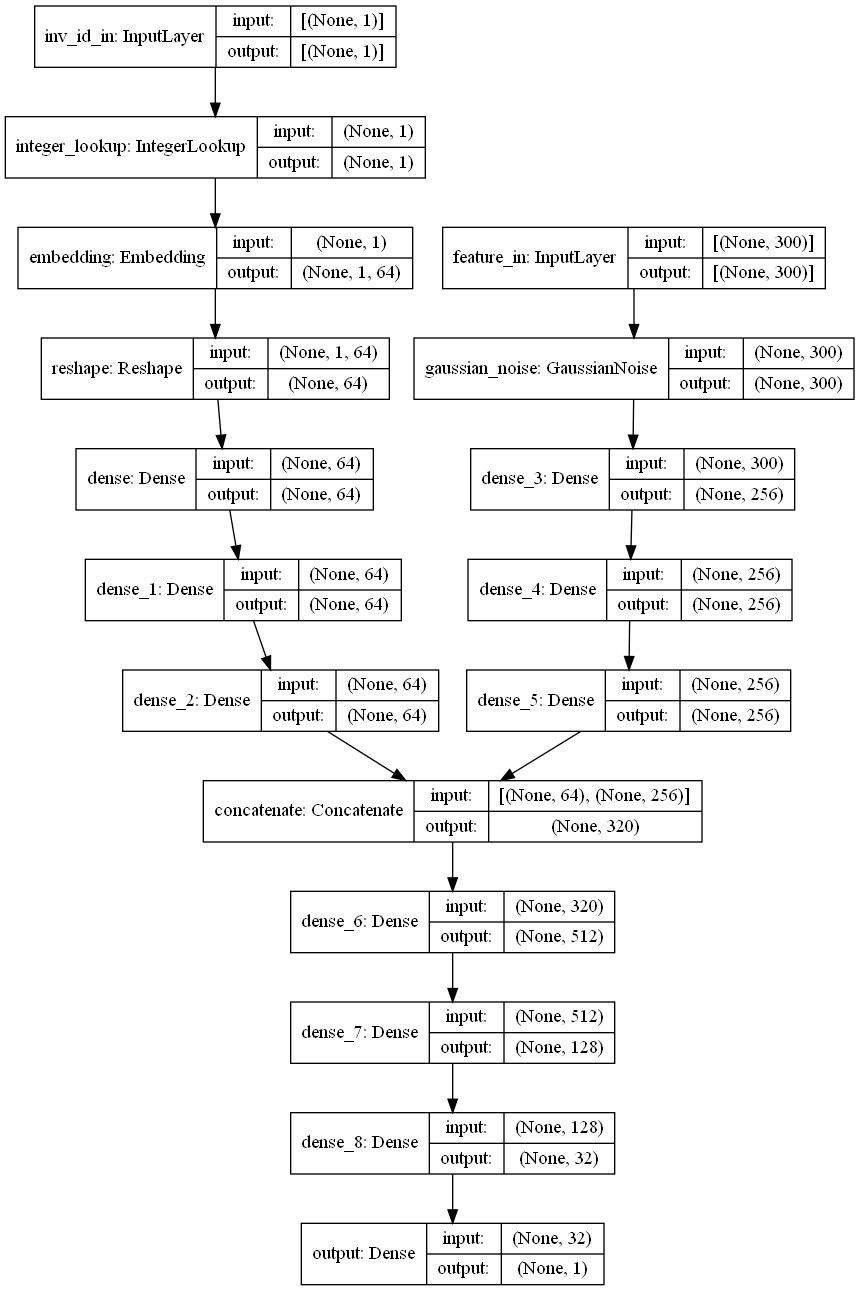 inv_id_in: InputLayer
input: [(None, 1)]
output: [(None, 1)]
integer_lookup: IntegerLookup
input: (None, 1)
output: (None, 1)
embedding: Embedding
input: (None, 1)
output: (None, 1, 64)
feature_in: InputLayer
input: [(None, 300)]
output: [(None, 300)]
reshape: Reshape
input: (None, 1, 64)
output: (None, 64)
gaussian_noise: GaussianNoise
input: (None, 300)
output: (None, 300)
dense: Dense
input: (None, 64)
output: (None, 64)
dense_3: Dense
input: (None, 300)
output: (None, 256)
dense_1: Dense
input: (None, 64)
output: (None, 64)
dense_4: Dense
input: (None, 256)
output: (None, 256)
dense_2: Dense
input: (None, 64)
output: (None, 64)
dense_5: Dense
input: (None, 256)
output: (None, 256)
concatenate: Concatenate
input: [(None, 64), (None, 256)]
output: (None, 320)
dense_6: Dense
input: (None, 320)
output: (None, 512)
dense_7: Dense
input: (None, 512)
output: (None, 128)
dense_8: Dense
input: (None, 128)
output: (None, 32)
output: Dense
input: (None, 32)
output: (None, 1)